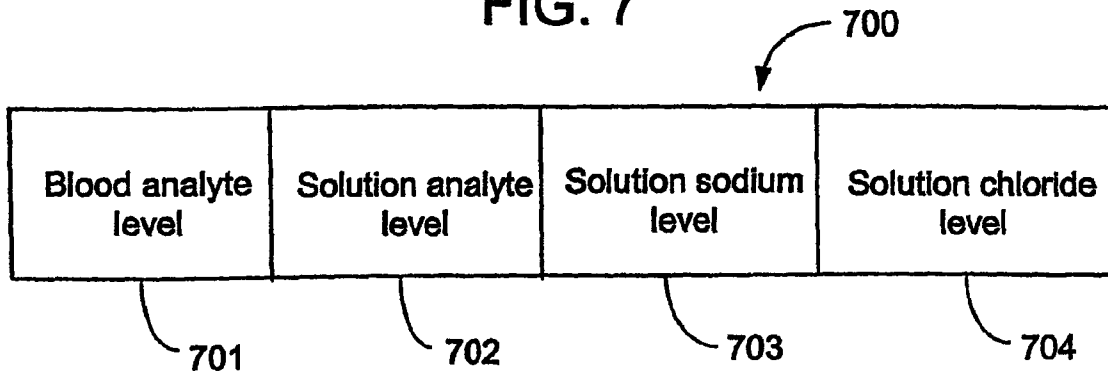 FIG. 7
700
Blood analyte level
Solution analyte level
Solution sodium level
Solution chloride level
701
702
703
704